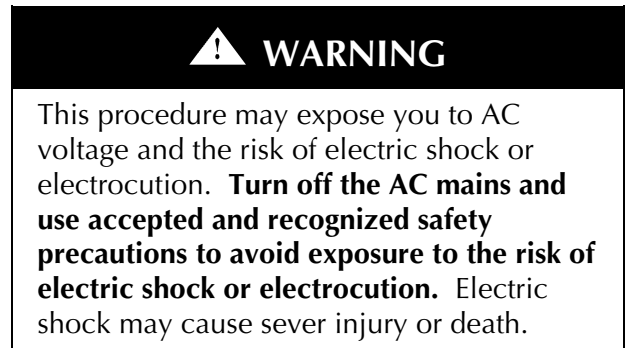 ! WARNING
This procedure may expose you to AC
voltage and the risk of electric shock or
electrocution. Turn off the AC mains and
use accepted and recognized safety
precautions to avoid exposure to the risk of
electric shock or electrocution. Electric
shock may cause sever injury or death.